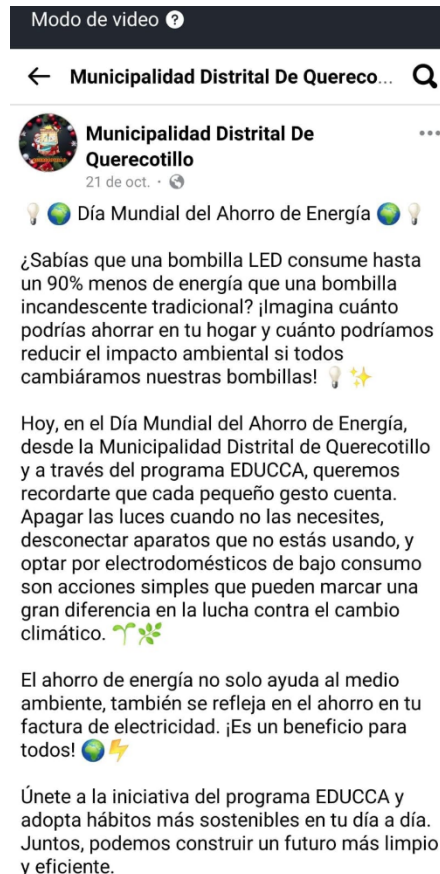 Modo de video ?
← Municipalidad Distrital De Quereco...
Municipalidad Distrital De
Querecotillo
21 de oct. ·
💡 🌍 Día Mundial del Ahorro de Energía 🌍 💡
¿Sabías que una bombilla LED consume hasta
un 90% menos de energía que una bombilla
incandescente tradicional? ¡Imagina cuánto
podrías ahorrar en tu hogar y cuánto podríamos
reducir el impacto ambiental si todos
cambiáramos nuestras bombillas! 💡 ✨
Hoy, en el Día Mundial del Ahorro de Energía,
desde la Municipalidad Distrital de Querecotillo
y a través del programa EDUCCA, queremos
recordarte que cada pequeño gesto cuenta.
Apagar las luces cuando no las necesites,
desconectar aparatos que no estás usando, y
optar por electrodomésticos de bajo consumo
son acciones simples que pueden marcar una
gran diferencia en la lucha contra el cambio
climático. 🌱🌿
El ahorro de energía no solo ayuda al medio
ambiente, también se refleja en el ahorro en tu
factura de electricidad. ¡Es un beneficio para
todos! 🌍⚡
Únete a la iniciativa del programa EDUCCA y
adopta hábitos más sostenibles en tu día a día.
Juntos, podemos construir un futuro más limpio
y eficiente.